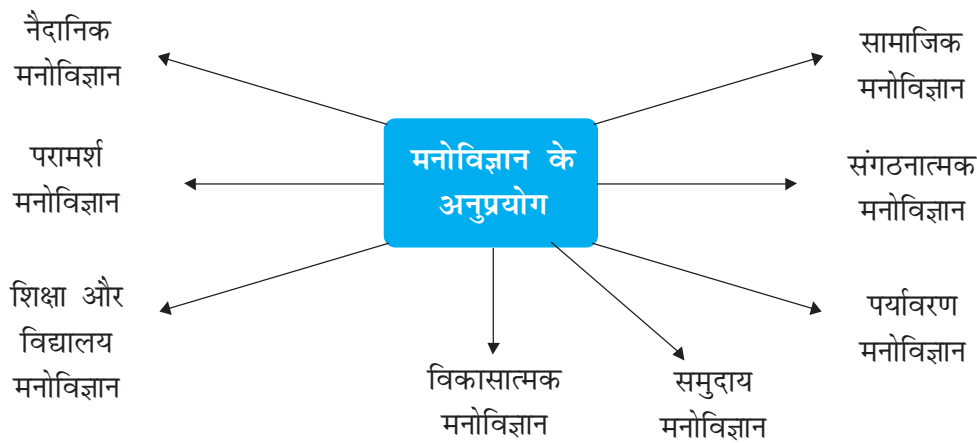 नैदानिक
मनोविज्ञान
सामाजिक
मनोविज्ञान
मनोविज्ञान के
अनुप्रयोग
परामर्श
मनोविज्ञान
संगठनात्मक
मनोविज्ञान
शिक्षा और
विद्यालय
मनोविज्ञान
पर्यावरण
मनोविज्ञान
विकासात्मक
मनोविज्ञान
समुदाय
मनोविज्ञान